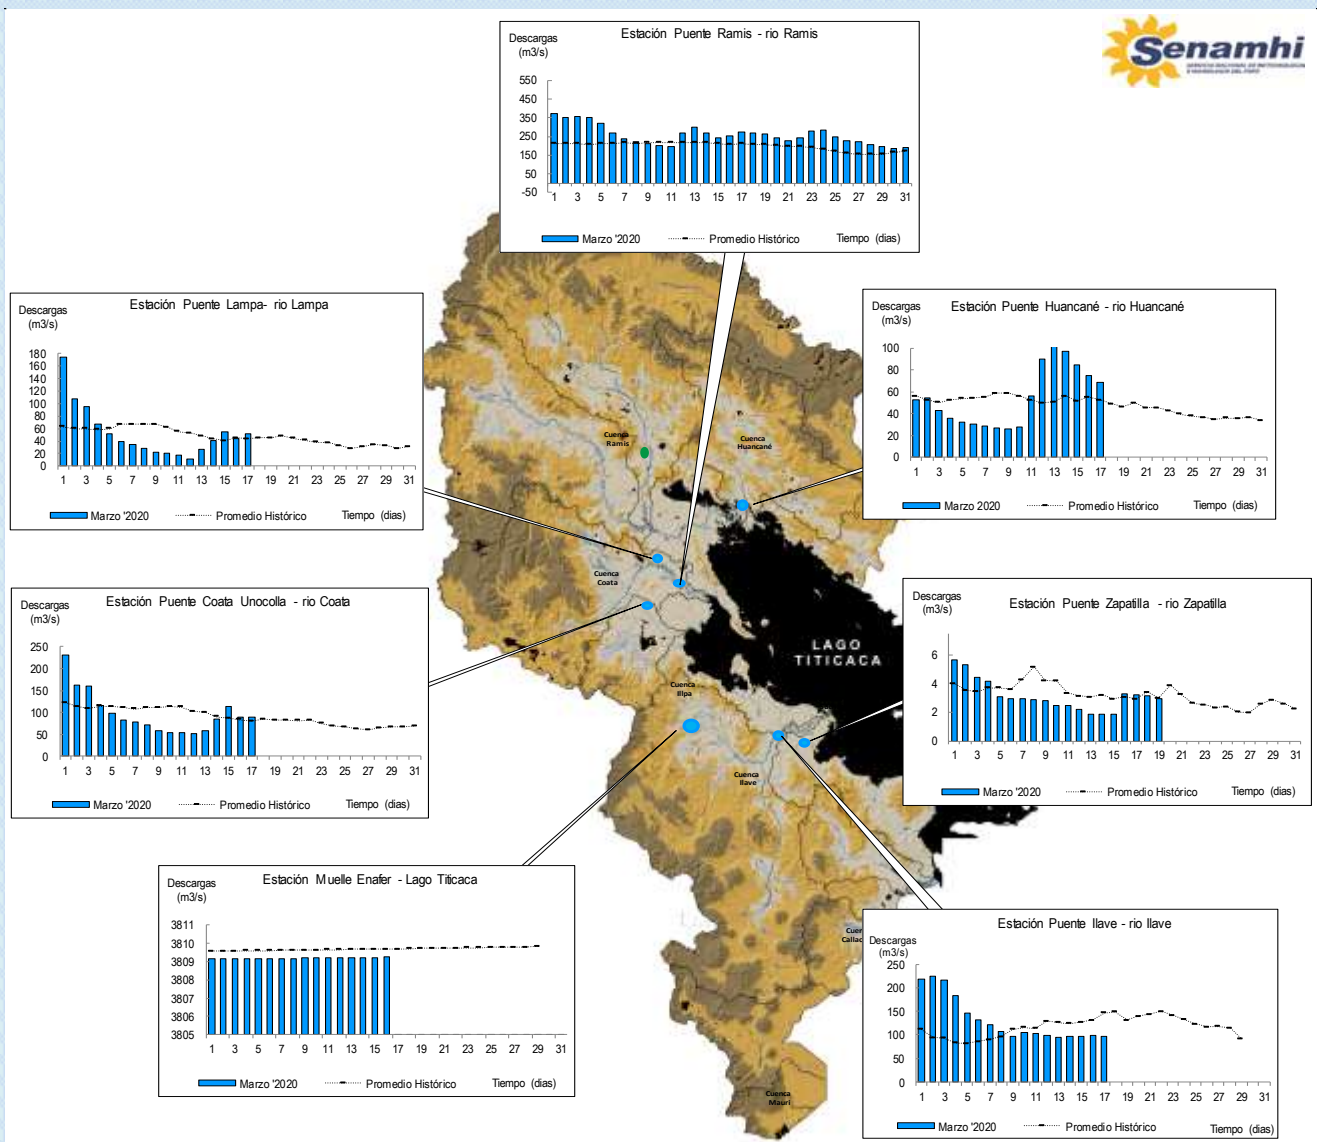 Estación Puente Ramis - rio Ramis
Descargas
(m3/s)
550
450
350
250
150
50
-50
1 3 5 7 9 11 13 15 17 19 21 23 25 27 29 31
Marzo '2020 Promedio Histórico Tiempo (dias)
Senamhi
Estación Puente Lampa- rio Lampa
Descargas
(m3/s)
180
160
140
120
100
80
60
40
20
0
1 3 5 7 9 11 13 15 17 19 21 23 25 27 29 31
Marzo '2020 Promedio Histórico Tiempo (dias)
Estación Puente Huancané - rio Huancané
Descargas
(m3/s)
100
80
60
40
20
0
1 3 5 7 9 11 13 15 17 19 21 23 25 27 29 31
Marzo 2020 Promedio Histórico Tiempo (dias)
Cuenca
Ramis
Cuenca
Huancané
Cuenca
Coata
LAGO
TITICACA
Cuenca
Illpa
Cuenca
Ilave
Cuenca
Mauri
Estación Puente Coata Unocolla - rio Coata
Descargas
(m3/s)
250
200
150
100
50
0
1 3 5 7 9 11 13 15 17 19 21 23 25 27 29 31
Marzo '2020 Promedio Histórico Tiempo (dias)
Estación Puente Zapatilla - rio Zapatilla
Descargas
(m3/s)
6
4
2
0
1 3 5 7 9 11 13 15 17 19 21 23 25 27 29 31
Marzo '2020 Promedio Histórico Tiempo (dias)
Estación Muelle Enafer - Lago Titicaca
Descargas
(m3/s)
3811
3810
3809
3808
3807
3806
3805
1 3 5 7 9 11 13 15 17 19 21 23 25 27 29 31
Marzo '2020 Promedio Histórico Tiempo (dias)
Estación Puente Ilave - rio Ilave
Descargas
(m3/s)
250
200
150
100
50
0
1 3 5 7 9 11 13 15 17 19 21 23 25 27 29 31
Marzo '2020 Promedio Histórico Tiempo (dias)